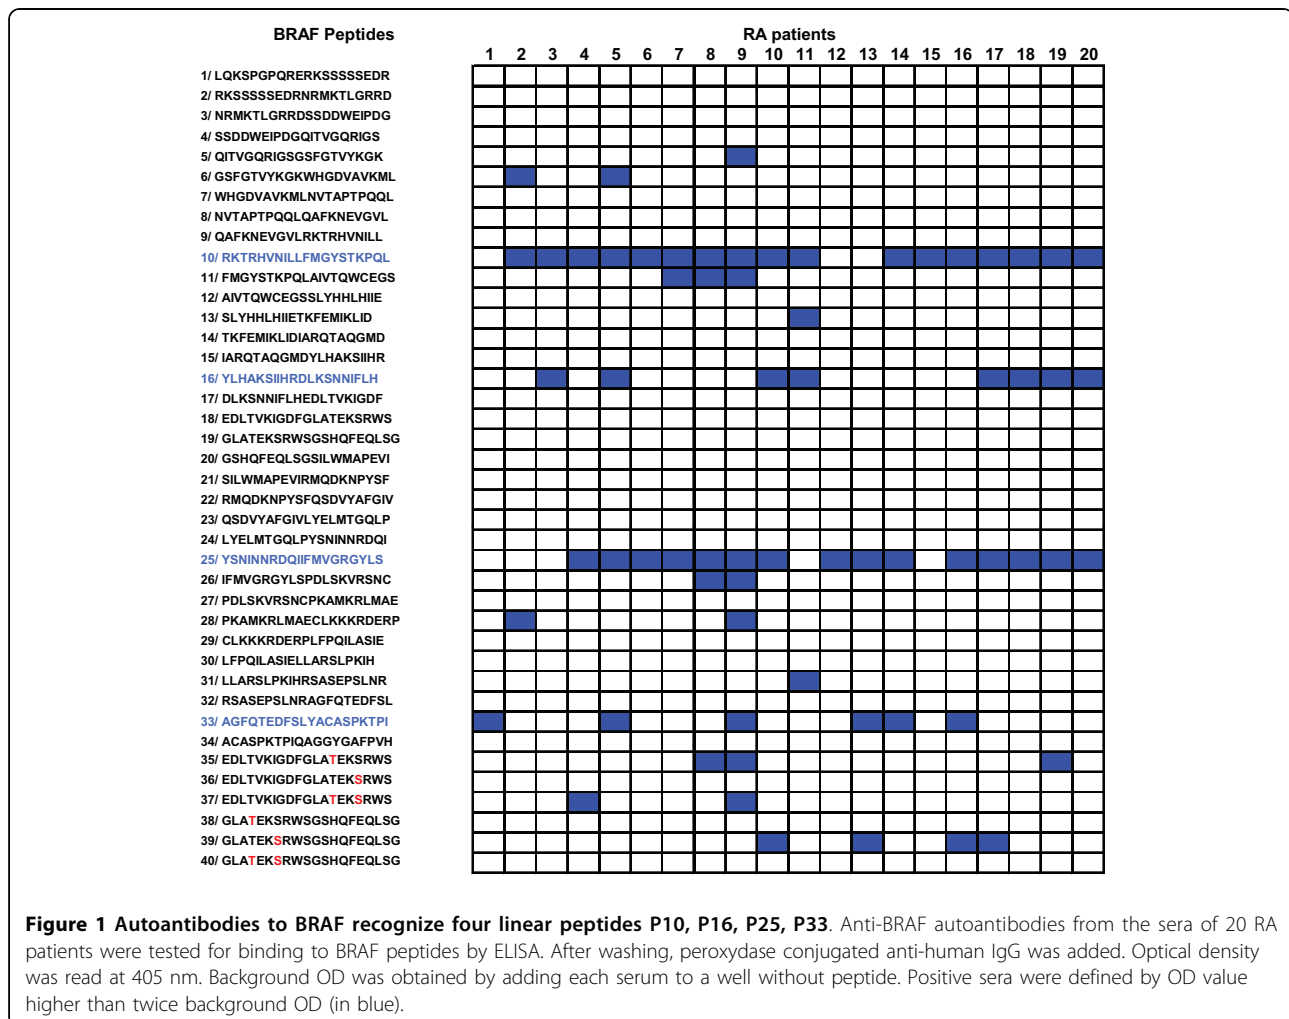 BRAF Peptides RA patients
1 2 3 4 5 6 7 8 9 10 11 12 13 14 15 16 17 18 19 20
1/ LQKSPGPQRERKSSSSSEDR
2/ RKSSSSSEDRNRMKTLGRRD
3/ NRMKTLGRRDSSDDWEIPDG
4/ SSDDWEIPDGQITVGQRIGS
5/ QITVGQRIGSGSFGTVYKGK
6/ GSFGTVYKGKWHGDVAVKML
7/ WHGDVAVKMLNVTAPTPQQL
8/ NVTAPTPQQLQAFKNEVGVL
9/ QAFKNEVGVLRKTRHVNILL
10/ RKTRHVNILLFMGYSTKPQL
11/ FMGYSTKPQLAIVTQWCEGS
12/ AIVTQWCEGSSLYHHLHIIE
13/ SLYHHLHIIETKFEMIKLID
14/ TKFEMIKLIDIARQTAQGMD
15/ IARQTAQGMDYLHAKSIIHR
16/ YLHAKSIIHRDLKSNNIFLH
17/ DLKSNNIFLHEDLTVKIGDF
18/ EDLTVKIGDFGLATEKSRWS
19/ GLATEKSRWSGSHQFEQLSG
20/ GSHQFEQLSGSILWMAPEVI
21/ SILWMAPEVIRMQDKNPYSF
22/ RMQDKNPYSFQSDVYAFGIV
23/ QSDVYAFGIVLYELMTGQLP
24/ LYELMTGQLPYSNINNRDQI
25/ YSNINNRDQIIFMVGRGYLS
26/ IFMVGRGYLSPDLSKVRSNC
27/ PDLSKVRSNCPKAMKRLMAE
28/ PKAMKRLMAECLKKKRDERP
29/ CLKKKRDERPLFPQILASIE
30/ LFPQILASIELLARSLPKIH
31/ LLARSLPKIHRSASEPSLNR
32/ RSASEPSLNRAGFQTEDFSL
33/ AGFQTEDFSLYACASPKTPI
34/ ACASPKTPIQAGGYGAFPVH
35/ EDLTVKIGDFGLATEKSRWS
36/ EDLTVKIGDFGLATEKSRWS
37/ EDLTVKIGDFGLATEKSRWS
38/ GLATEKSRWSGSHQFEQLSG
39/ GLATEKSRWSGSHQFEQLSG
40/ GLATEKSRWSGSHQFEQLSG
Figure 1 Autoantibodies to BRAF recognize four linear peptides P10, P16, P25, P33. Anti-BRAF autoantibodies from the sera of 20 RA
patients were tested for binding to BRAF peptides by ELISA. After washing, peroxydase conjugated anti-human IgG was added. Optical density
was read at 405 nm. Background OD was obtained by adding each serum to a well without peptide. Positive sera were defined by OD value
higher than twice background OD (in blue).